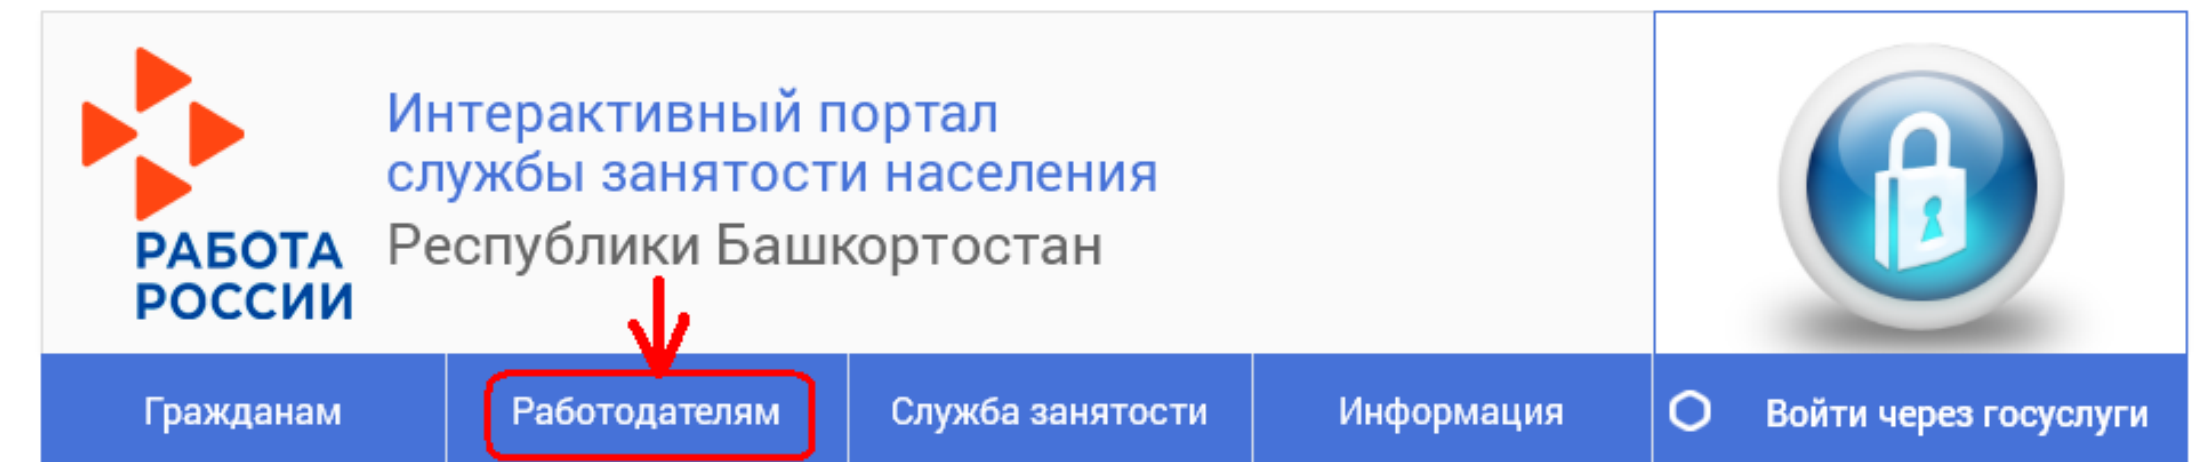 РАБОТА
РОССИИ
Интерактивный портал
службы занятости населения
Республики Башкортостан
Гражданам
Работодателям
Служба занятости
Информация
Войти через госуслуги